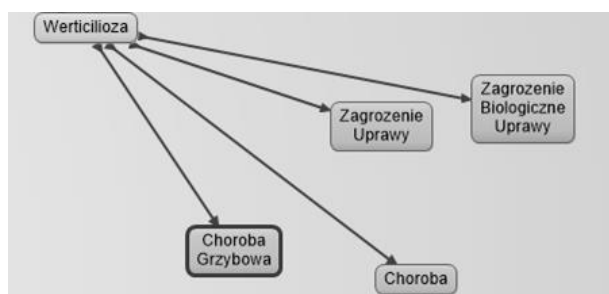 Werticilioza
Zagrozenie
Biologiczne
Uprawy
Zagrozenie
Uprawy
Choroba
Grzybowa
Choroba